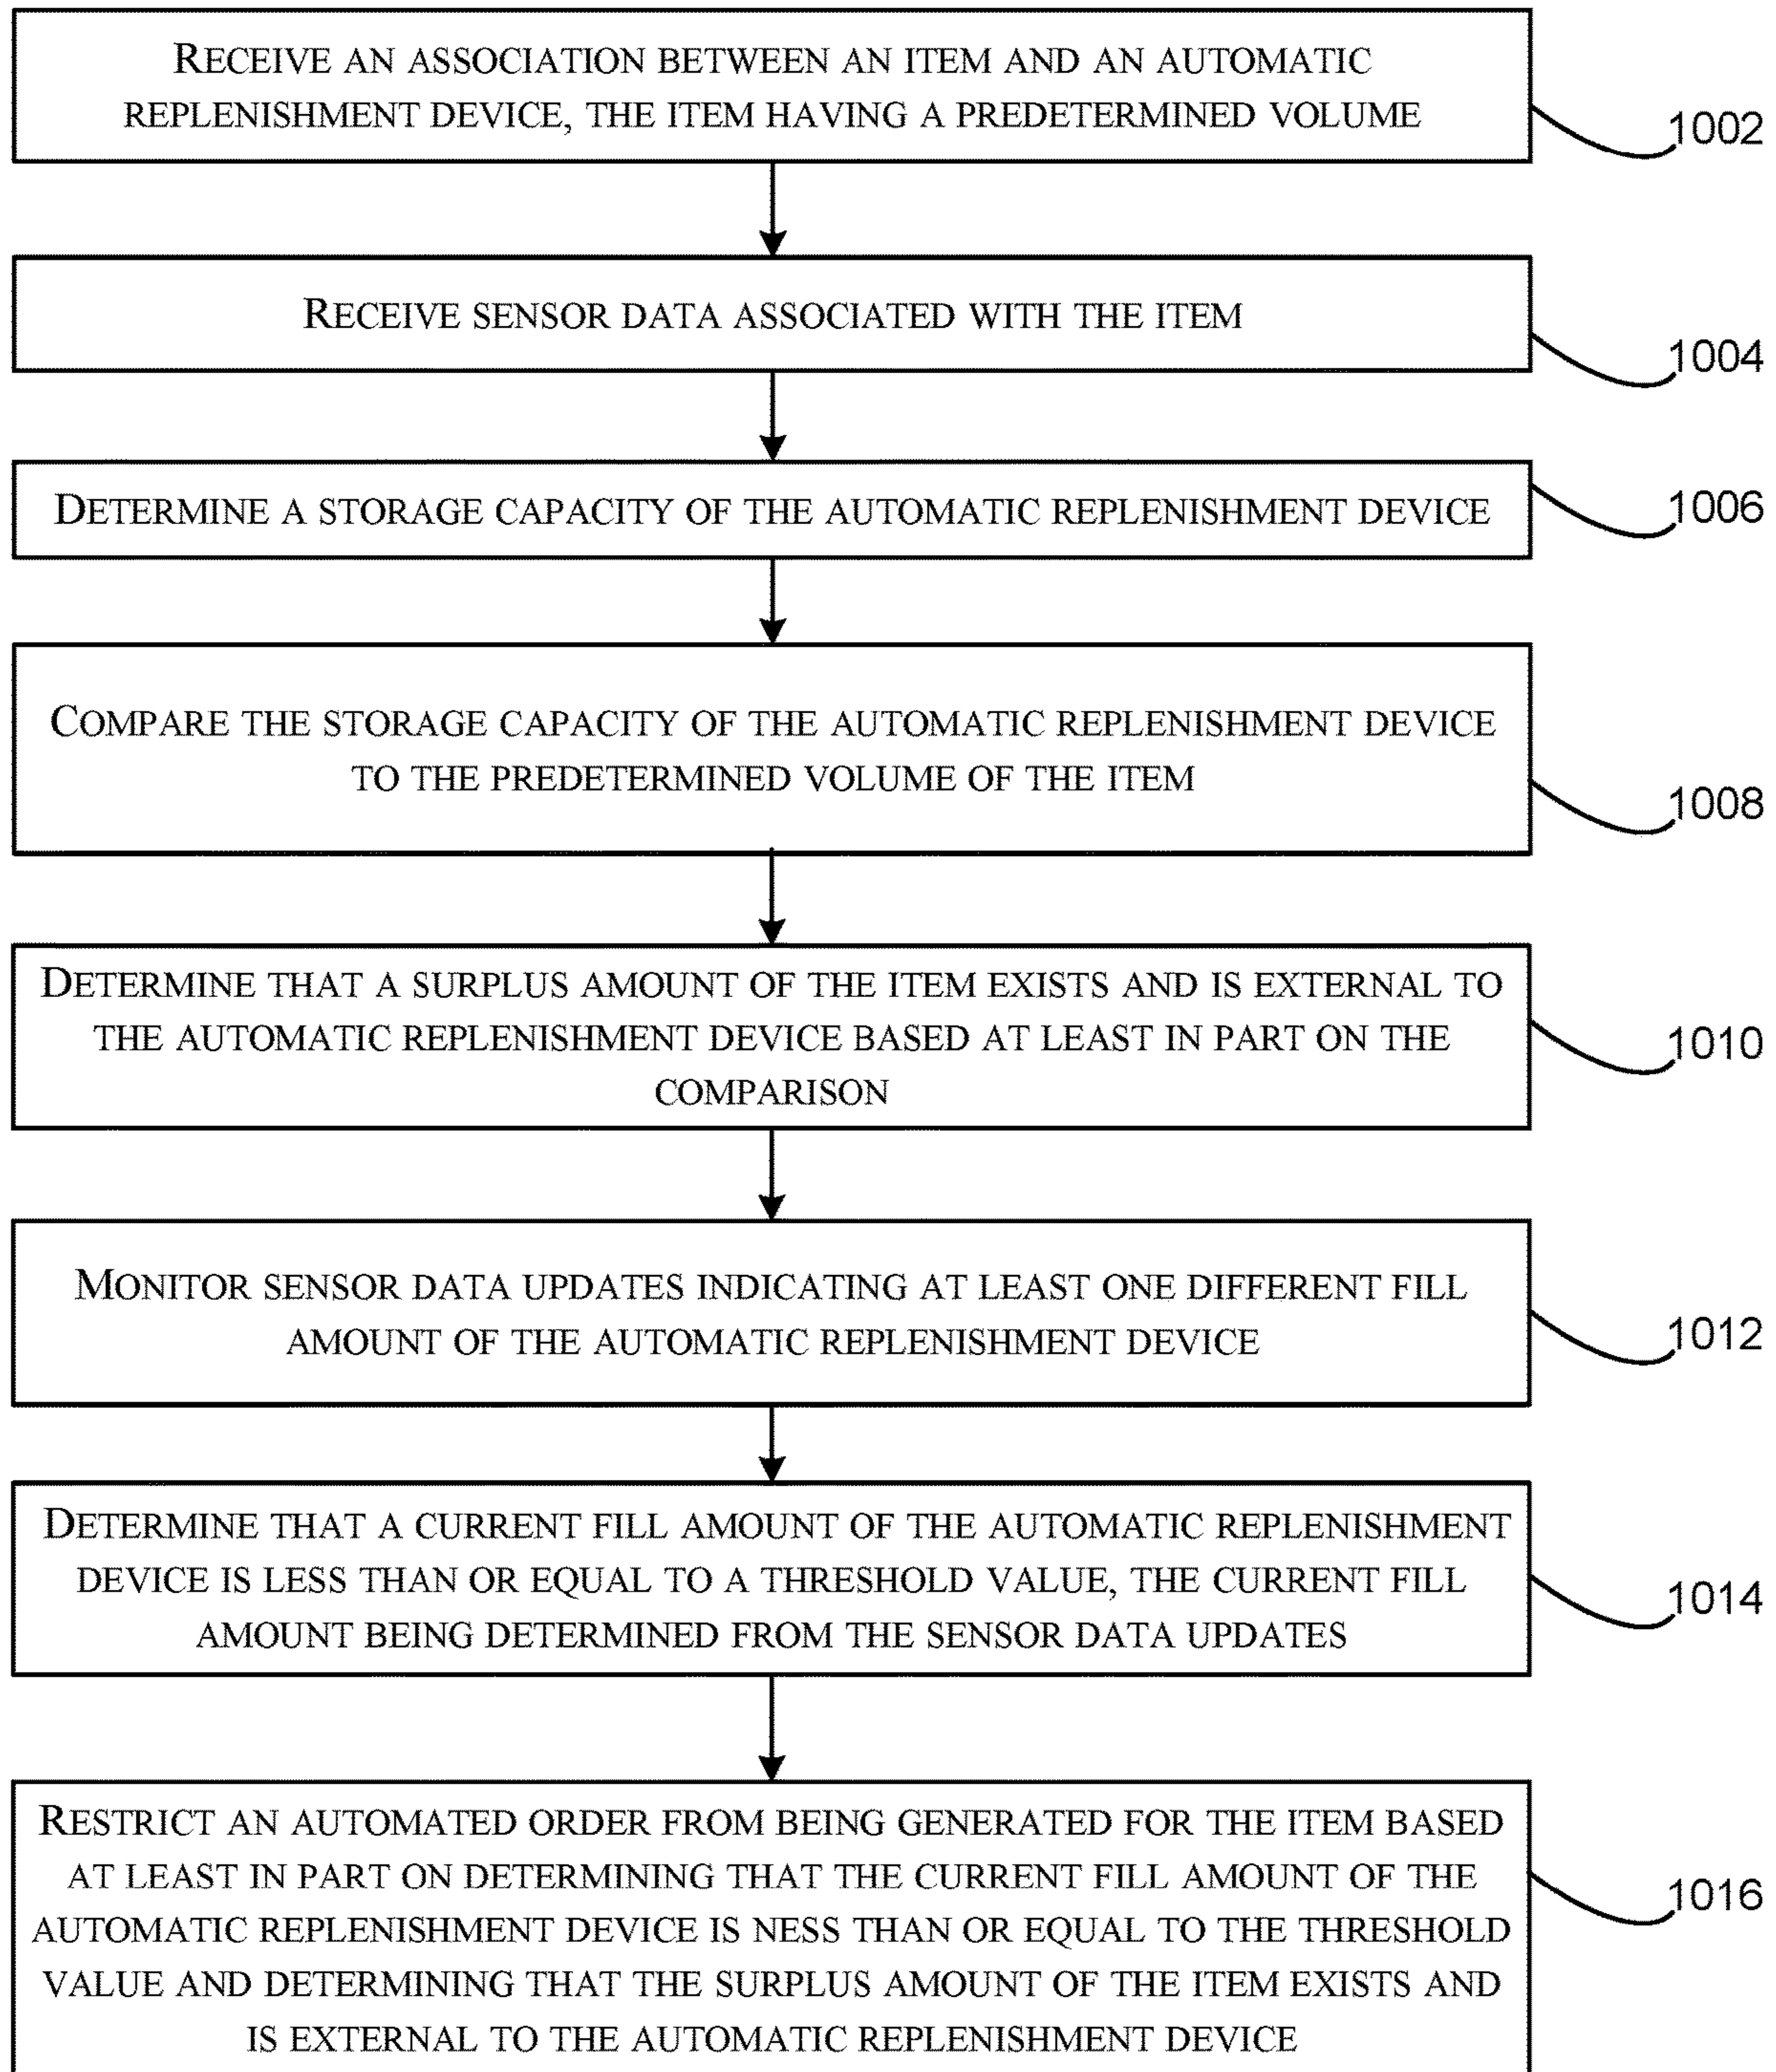 RECEIVE AN ASSOCIATION BETWEEN AN ITEM AND AN AUTOMATIC
REPLENISHMENT DEVICE, THE ITEM HAVING A PREDETERMINED VOLUME
1002
RECEIVE SENSOR DATA ASSOCIATED WITH THE ITEM
1004
DETERMINE A STORAGE CAPACITY OF THE AUTOMATIC REPLENISHMENT DEVICE
1006
COMPARE THE STORAGE CAPACITY OF THE AUTOMATIC REPLENISHMENT DEVICE
TO THE PREDETERMINED VOLUME OF THE ITEM
1008
DETERMINE THAT A SURPLUS AMOUNT OF THE ITEM EXISTS AND IS EXTERNAL TO
THE AUTOMATIC REPLENISHMENT DEVICE BASED AT LEAST IN PART ON THE
COMPARISON
1010
MONITOR SENSOR DATA UPDATES INDICATING AT LEAST ONE DIFFERENT FILL
AMOUNT OF THE AUTOMATIC REPLENISHMENT DEVICE
1012
DETERMINE THAT A CURRENT FILL AMOUNT OF THE AUTOMATIC REPLENISHMENT
DEVICE IS LESS THAN OR EQUAL TO A THRESHOLD VALUE, THE CURRENT FILL
AMOUNT BEING DETERMINED FROM THE SENSOR DATA UPDATES
1014
RESTRICT AN AUTOMATED ORDER FROM BEING GENERATED FOR THE ITEM BASED
AT LEAST IN PART ON DETERMINING THAT THE CURRENT FILL AMOUNT OF THE
AUTOMATIC REPLENISHMENT DEVICE IS NESS THAN OR EQUAL TO THE THRESHOLD
VALUE AND DETERMINING THAT THE SURPLUS AMOUNT OF THE ITEM EXISTS AND
IS EXTERNAL TO THE AUTOMATIC REPLENISHMENT DEVICE
1016